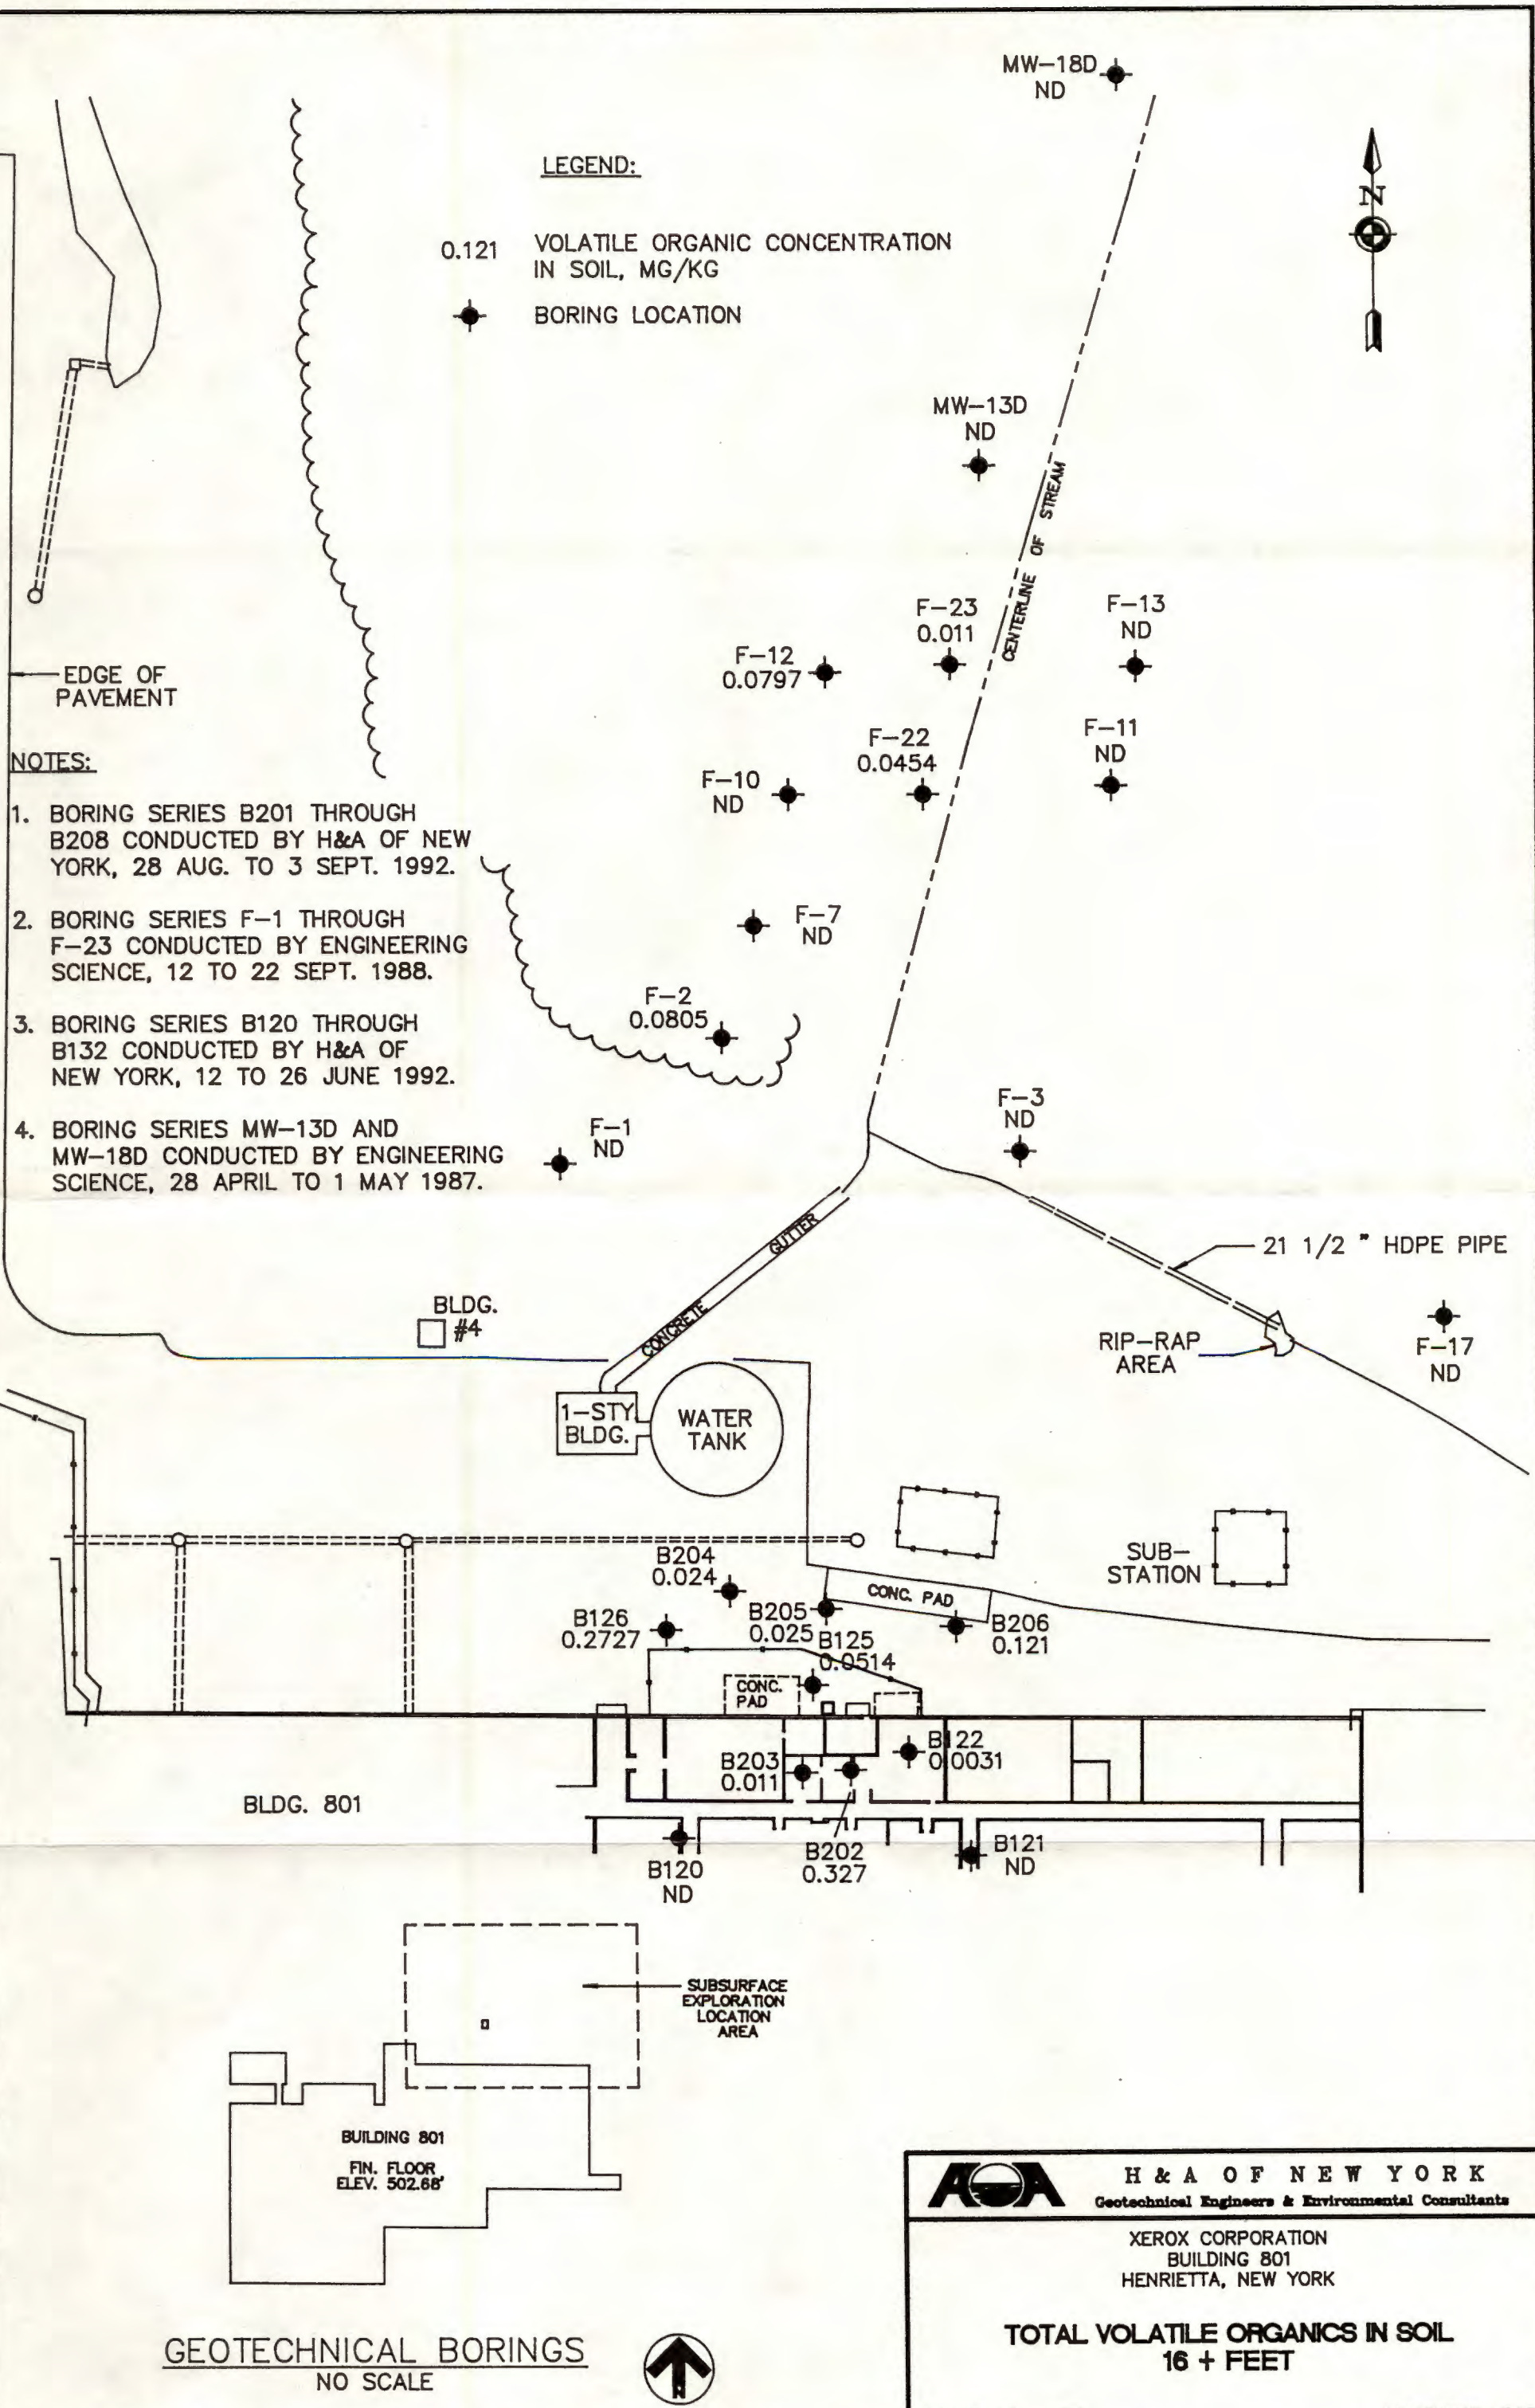 MW-18D
ND
LEGEND:
0.121 VOLATILE ORGANIC CONCENTRATION
IN SOIL, MG/KG
BORING LOCATION
N
MW-13D
ND
CENTERLINE OF STREAM
F-23
0.011
F-13
ND
F-12
0.0797
EDGE OF
PAVEMENT
F-22
0.0454
F-11
ND
F-10
ND
NOTES:
1. BORING SERIES B201 THROUGH
B208 CONDUCTED BY H&A OF NEW
YORK, 28 AUG. TO 3 SEPT. 1992.
2. BORING SERIES F-1 THROUGH
F-23 CONDUCTED BY ENGINEERING
SCIENCE, 12 TO 22 SEPT. 1988.
3. BORING SERIES B120 THROUGH
B132 CONDUCTED BY H&A OF
NEW YORK, 12 TO 26 JUNE 1992.
4. BORING SERIES MW-13D AND
MW-18D CONDUCTED BY ENGINEERING
SCIENCE, 28 APRIL TO 1 MAY 1987.
F-7
ND
F-2
0.0805
F-1
ND
F-3
ND
CONCRETE GUTTER
21 1/2 " HDPE PIPE
BLDG.
#4
RIP-RAP
AREA
F-17
ND
1-STY
BLDG.
WATER
TANK
SUB-
STATION
B204
0.024
CONC. PAD
B126
0.2727
B205
0.025
B125
0.0514
B206
0.121
CONC.
PAD
B203
0.011
B122
0.0031
BLDG. 801
B120
ND
B202
0.327
B121
ND
SUBSURFACE
EXPLORATION
LOCATION
AREA
BUILDING 801
FIN. FLOOR
ELEV. 502.68'
GEOTECHNICAL BORINGS
NO SCALE
N
H & A OF NEW YORK
Geotechnical Engineers & Environmental Consultants
XEROX CORPORATION
BUILDING 801
HENRIETTA, NEW YORK
TOTAL VOLATILE ORGANICS IN SOIL
16 + FEET